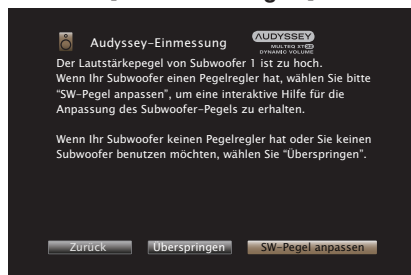 Audyssey-Einmessung
AUDYSSEY
MULTEQ XT32
DYNAMIC VOLUME
Der Lautstärkepegel von Subwoofer 1 ist zu hoch.
Wenn Ihr Subwoofer einen Pegelregler hat, wählen Sie bitte
“SW-Pegel anpassen”, um eine interaktive Hilfe für die
Anpassung des Subwoofer-Pegels zu erhalten.
Wenn Ihr Subwoofer keinen Pegelregler hat oder Sie keinen
Subwoofer benutzen möchten, wählen Sie “Überspringen”.
Zurück Überspringen SW-Pegel anpassen